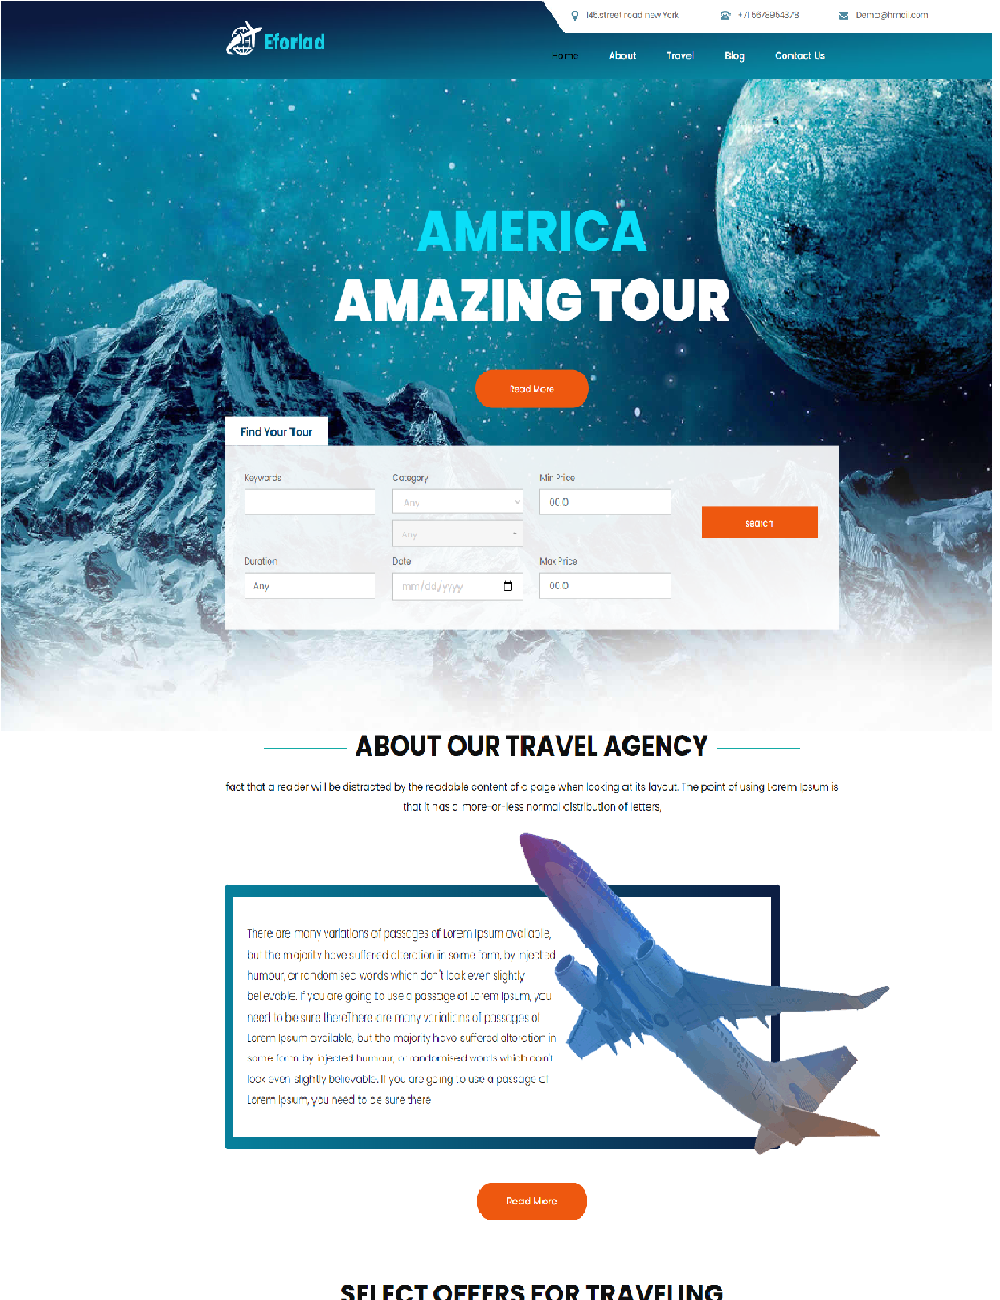 145.street road new York
+71 5678954378
Demo@hmail.com
Eforlad
Home
About
Travel
Blog
Contact Us
AMERICA
AMAZING TOUR
Read More
Find Your Tour
Keywords
Category
Min Price
Any
00.0
Any
search
Duration
Date
Max Price
Any
mm/dd/yyyy
00.0
ABOUT OUR TRAVEL AGENCY
fact that a reader will be distracted by the readable content of a page when looking at its layout. The point of using Lorem Ipsum is
that it has a more-or-less normal distribution of letters,
There are many variations of passages of Lorem Ipsum available,
but the majority have suffered alteration in some form, by injected
humour, or randomised words which don't look even slightly
believable. If you are going to use a passage of Lorem Ipsum, you
need to be sure thereThere are many variations of passages of
Lorem Ipsum available, but the majority have suffered alteration in
some form, by injected humour, or randomised words which don't
look even slightly believable. If you are going to use a passage of
Lorem Ipsum, you need to be sure there
Read More
SELECT OFFERS FOR TRAVELING